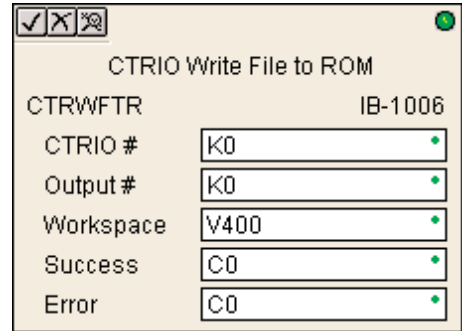 CTRIO Write File to ROM
CTRWFTR IB-1006
CTRIO # K0
Output # K0
Workspace V400
Success C0
Error C0